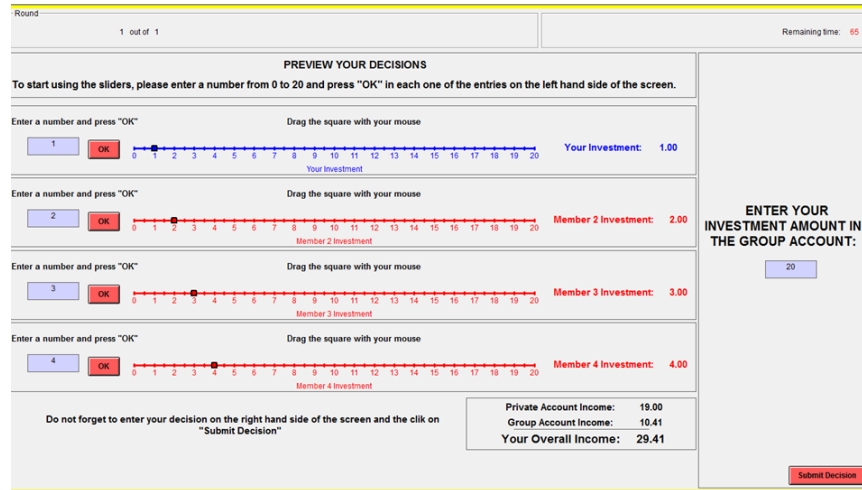 Round
1 out of 1
Remaining time: 65
PREVIEW YOUR DECISIONS
To start using the sliders, please enter a number from 0 to 20 and press "OK" in each one of the entries on the left hand side of the screen.
Enter a number and press "OK"
Drag the square with your mouse
1
OK
0 1 2 3 4 5 6 7 8 9 10 11 12 13 14 15 16 17 18 19 20
Your Investment
Your Investment: 1.00
Enter a number and press "OK"
Drag the square with your mouse
2
OK
0 1 2 3 4 5 6 7 8 9 10 11 12 13 14 15 16 17 18 19 20
Member 2 Investment
Member 2 Investment: 2.00
Enter a number and press "OK"
Drag the square with your mouse
3
OK
0 1 2 3 4 5 6 7 8 9 10 11 12 13 14 15 16 17 18 19 20
Member 3 Investment
Member 3 Investment: 3.00
Enter a number and press "OK"
Drag the square with your mouse
4
OK
0 1 2 3 4 5 6 7 8 9 10 11 12 13 14 15 16 17 18 19 20
Member 4 Investment
Member 4 Investment: 4.00
Do not forget to enter your decision on the right hand side of the screen and the clik on
"Submit Decision"
Private Account Income: 19.00
Group Account Income: 10.41
Your Overall Income: 29.41
ENTER YOUR
INVESTMENT AMOUNT IN
THE GROUP ACCOUNT:
20
Submit Decision